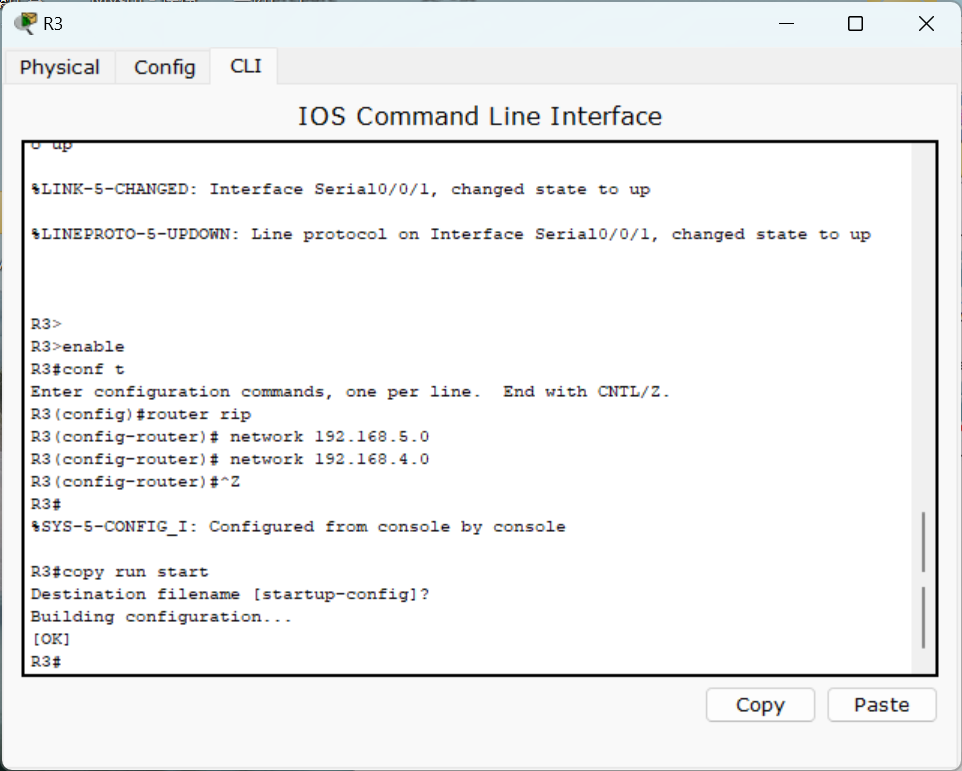 R3
Physical Config CLI
IOS Command Line Interface
o up
%LINK-5-CHANGED: Interface Serial0/0/1, changed state to up
%LINEPROTO-5-UPDOWN: Line protocol on Interface Serial0/0/1, changed state to up
R3>
R3>enable
R3#conf t
Enter configuration commands, one per line.  End with CNTL/Z.
R3(config)#router rip
R3(config-router)# network 192.168.5.0
R3(config-router)# network 192.168.4.0
R3(config-router)#^Z
R3#
%SYS-5-CONFIG_I: Configured from console by console
R3#copy run start
Destination filename [startup-config]?
Building configuration...
[OK]
R3#
Copy Paste